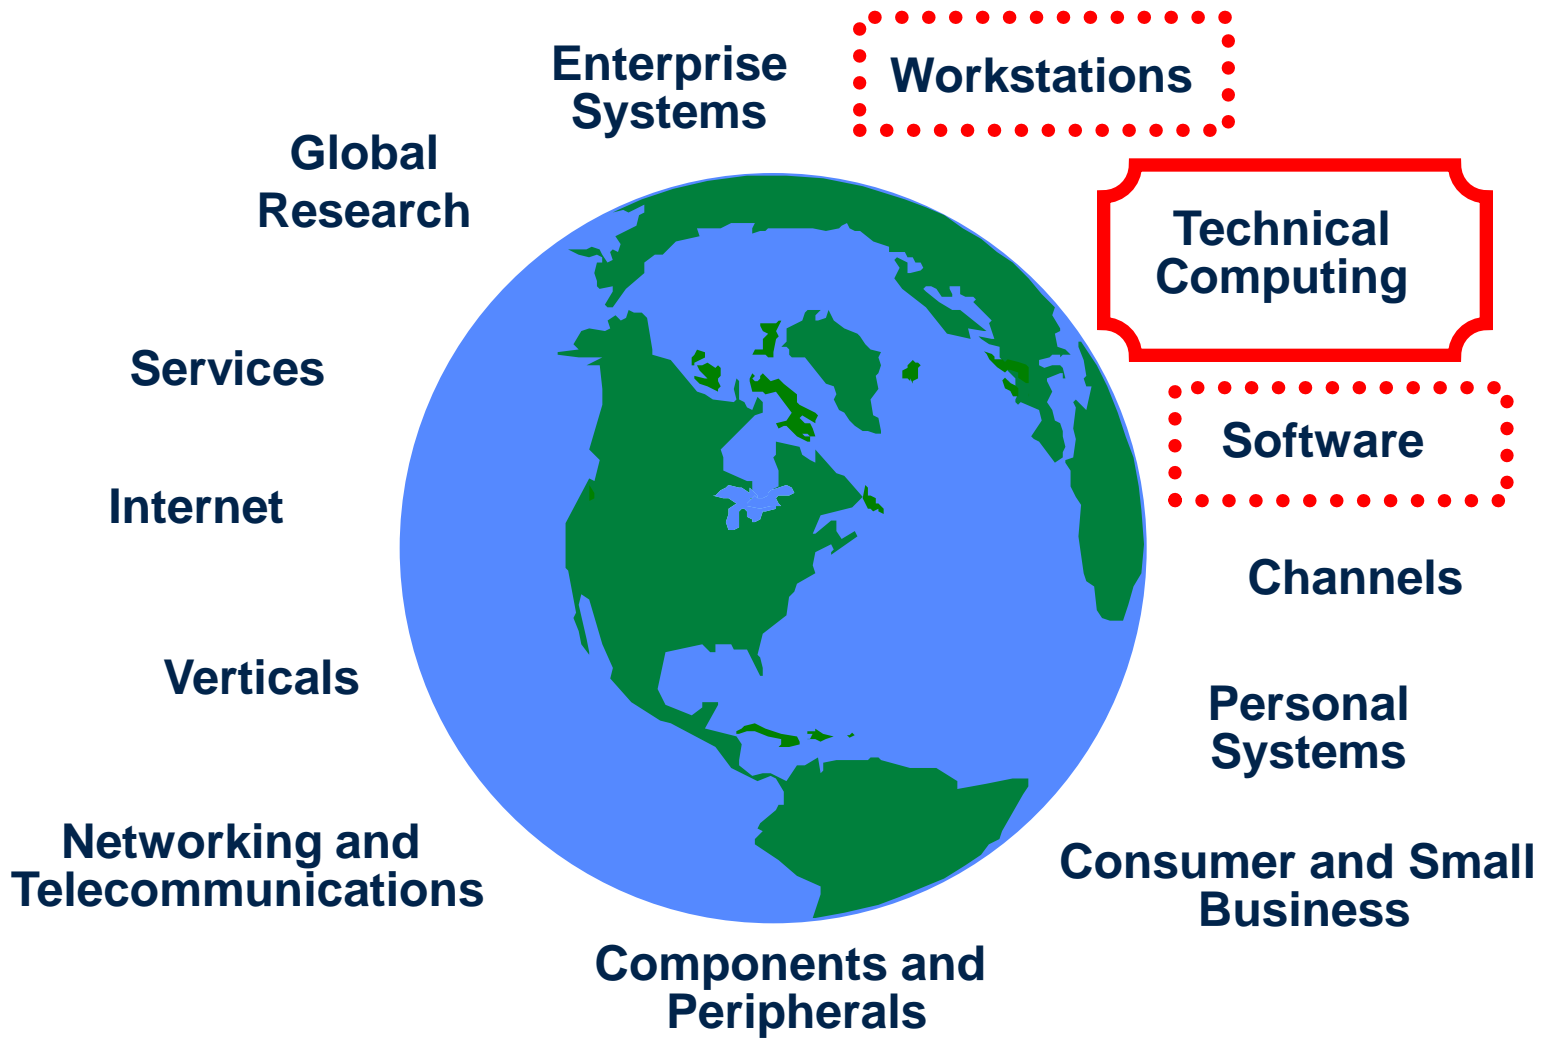 Enterprise
Systems
Workstations
Global
Research
Technical
Computing
Services
Software
Internet
Channels
Verticals
Personal
Systems
Networking and
Telecommunications
Consumer and Small
Business
Components and
Peripherals